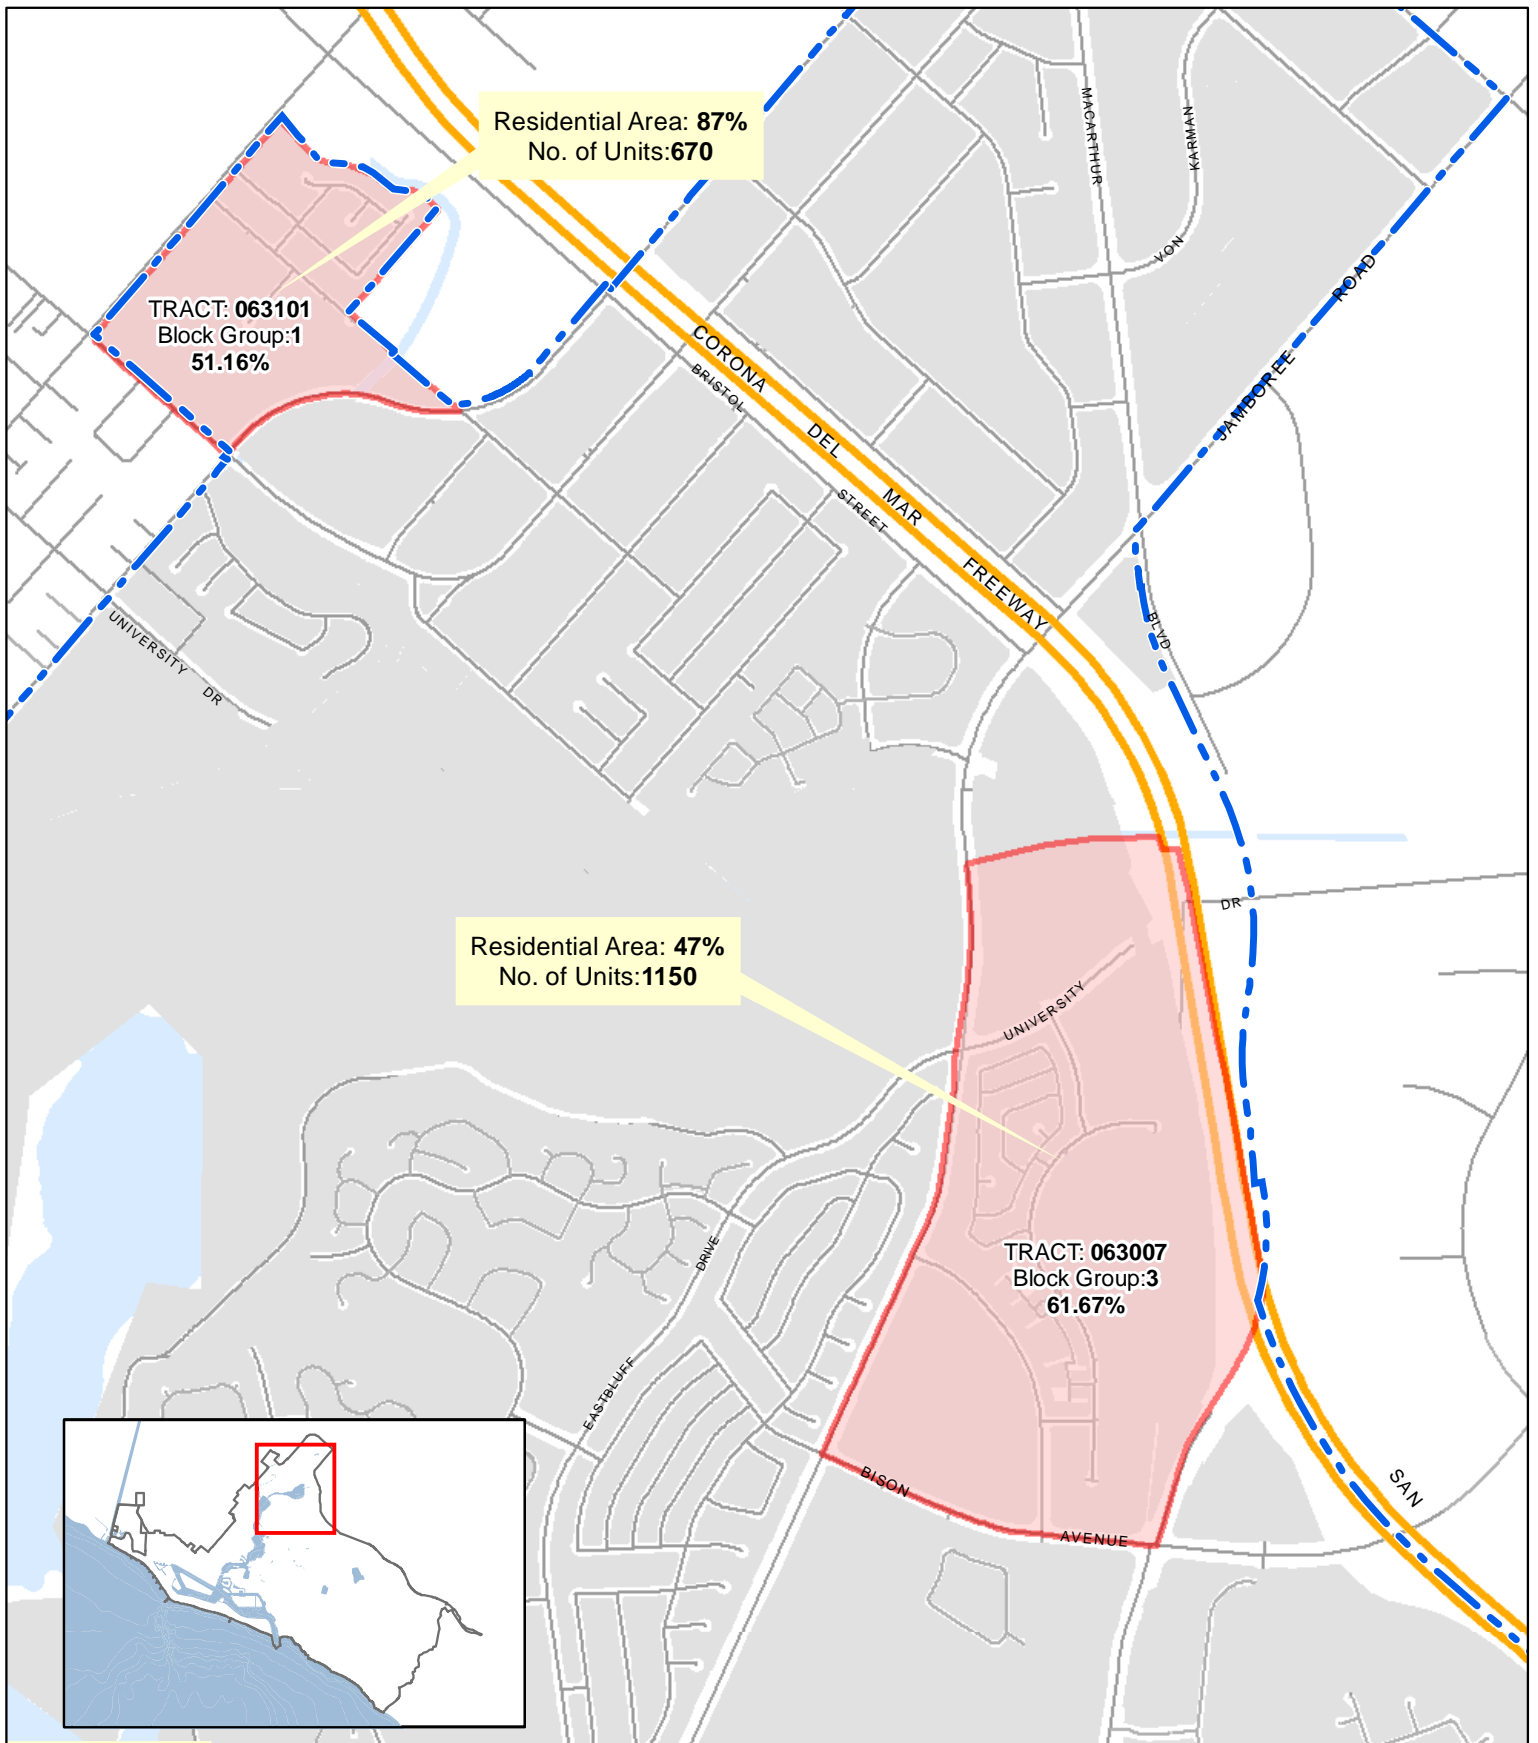 Residential Area: 87%
No. of Units:670
MACARTHUR
KARMAN
VON
ROAD
JAMBOREE
TRACT: 063101
Block Group:1
51.16%
CORONA
BRISTOL
DEL
MAR
STREET
FREEWAY
BLVD
UNIVERSITY
DR
DR
Residential Area: 47%
No. of Units:1150
UNIVERSITY
TRACT: 063007
Block Group:3
61.67%
DRIVE
EASTBLUFF
BISON
AVENUE
SAN